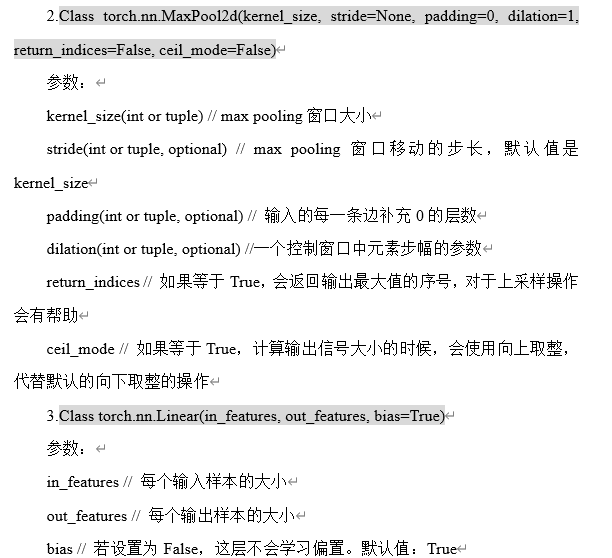 2.Class torch.nn.MaxPool2d(kernel_size, stride=None, padding=0, dilation=1,
return_indices=False, ceil_mode=False)
参数：
kernel_size(int or tuple) // max pooling 窗口大小
stride(int or tuple, optional) // max pooling 窗口移动的步长，默认值是
kernel_size
padding(int or tuple, optional) // 输入的每一条边补充 0 的层数
dilation(int or tuple, optional) //一个控制窗口中元素步幅的参数
return_indices // 如果等于 True，会返回输出最大值的序号，对于上采样操作
会有帮助
ceil_mode // 如果等于 True，计算输出信号大小的时候，会使用向上取整，
代替默认的向下取整的操作
3.Class torch.nn.Linear(in_features, out_features, bias=True)
参数：
in_features // 每个输入样本的大小
out_features // 每个输出样本的大小
bias // 若设置为 False，这层不会学习偏置。默认值：True